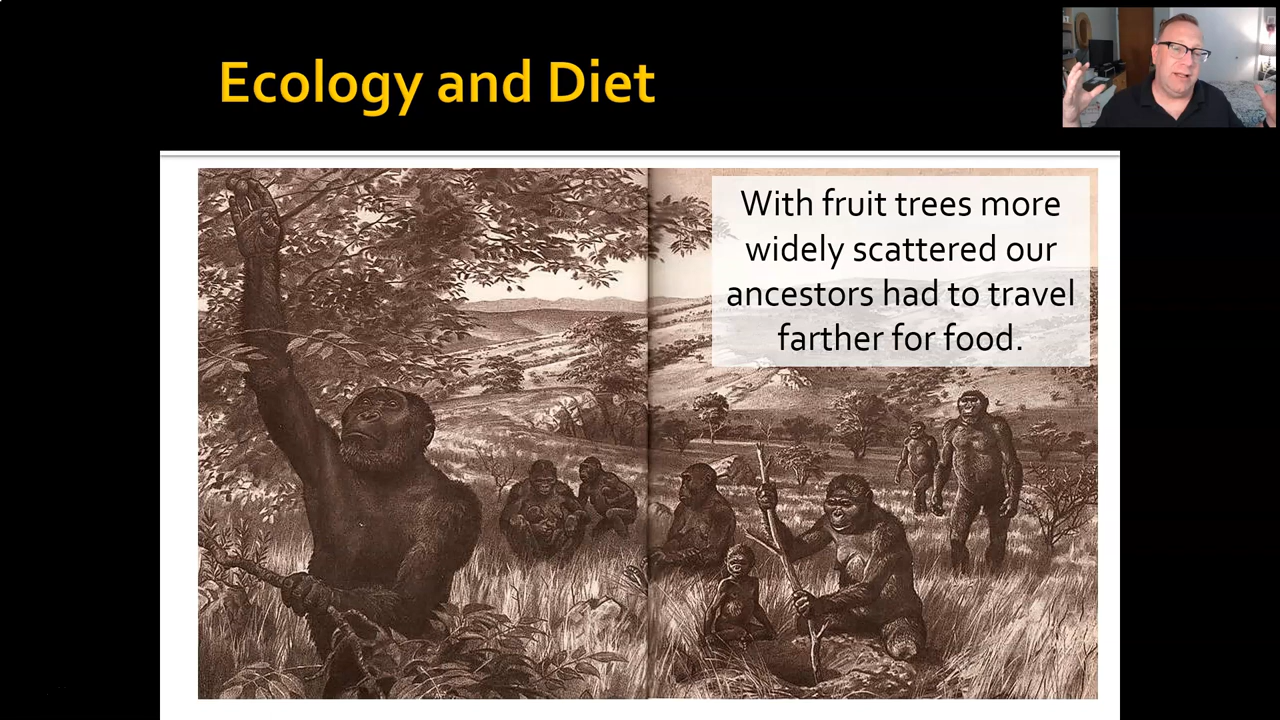 Ecology and Diet
With fruit trees more
widely scattered our
ancestors had to travel
farther for food.